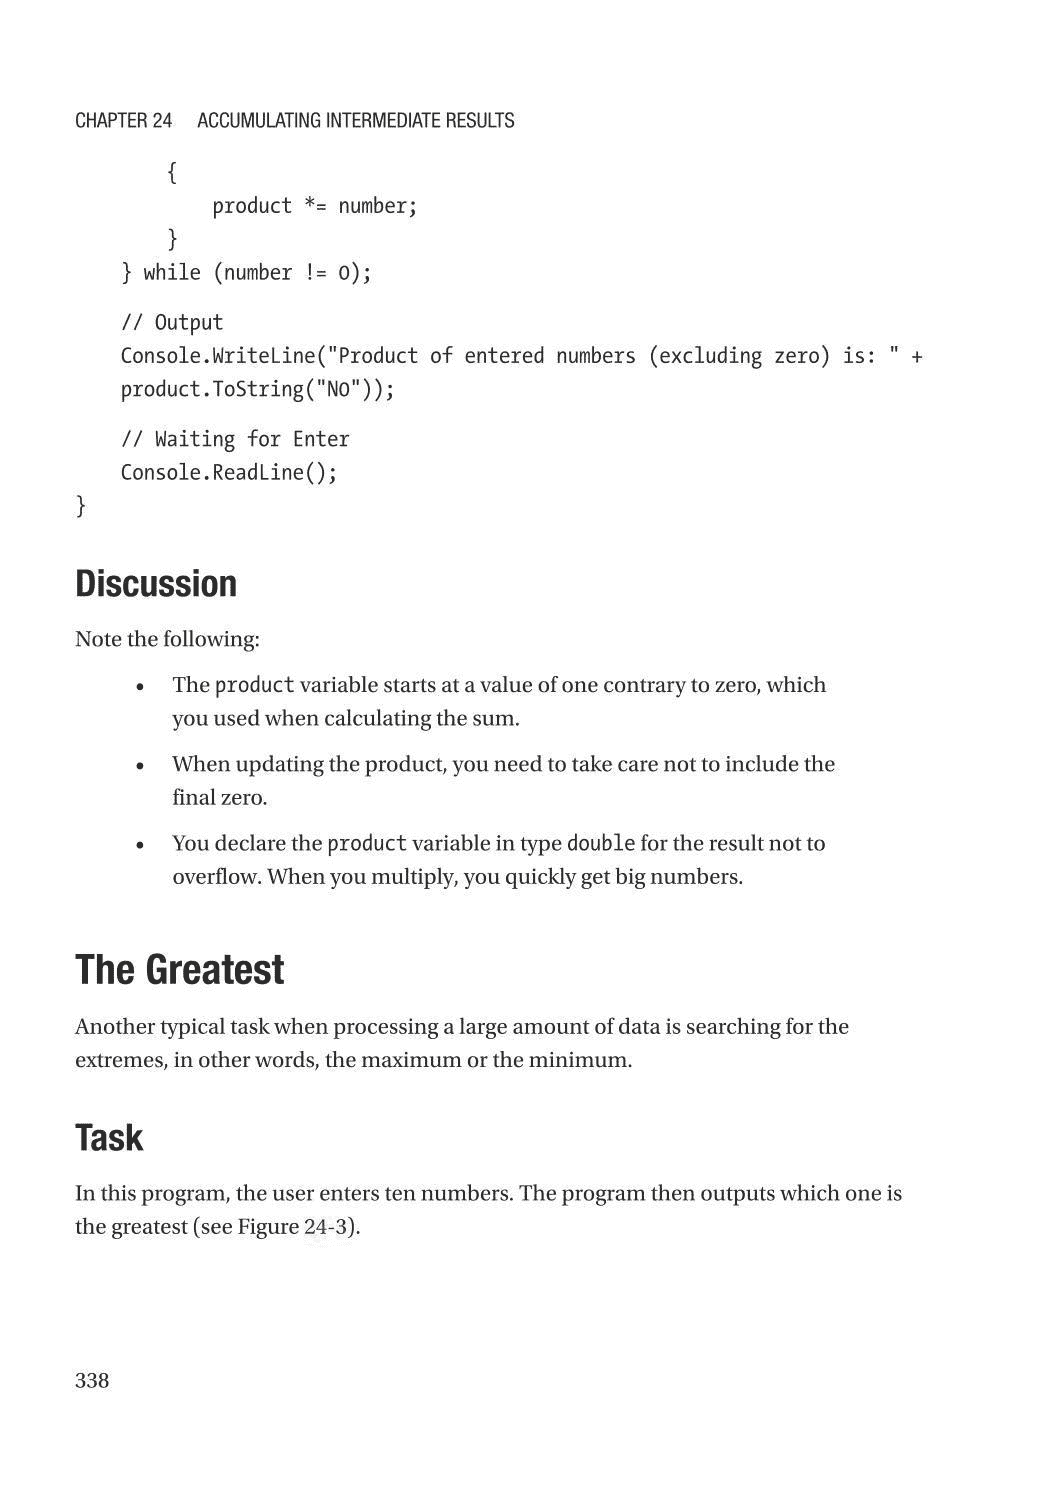 CHAPTER 24 ACCUMULATING INTERMEDIATE RESULTS
{
product *= number;
}
} while (number != 0);
// Output
Console.WriteLine("Product of entered numbers (excluding zero) is: " +
product.ToString("N0"));
// Waiting for Enter
Console.ReadLine();
}
Discussion
Note the following:
• The product variable starts at a value of one contrary to zero, which
you used when calculating the sum.
• When updating the product, you need to take care not to include the
final zero.
• You declare the product variable in type double for the result not to
overflow. When you multiply, you quickly get big numbers.
The Greatest
Another typical task when processing a large amount of data is searching for the
extremes, in other words, the maximum or the minimum.
Task
In this program, the user enters ten numbers. The program then outputs which one is
the greatest (see Figure 24-3).
338